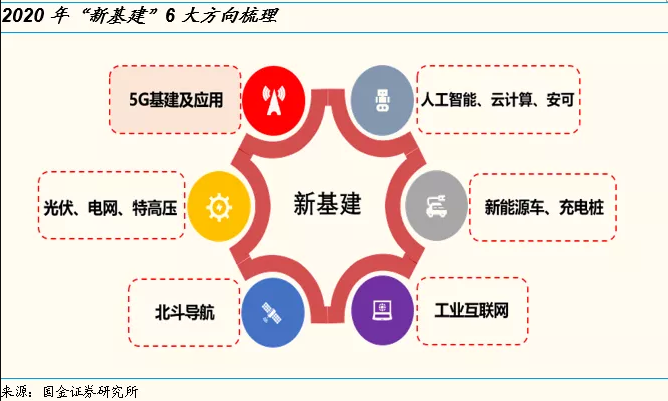 2020 年 “新基建” 6 大方向梳理
5G基建及应用
人工智能、云计算、安可
光伏、电网、特高压
新基建
新能源车、充电桩
北斗导航
工业互联网
来源：国金证券研究所